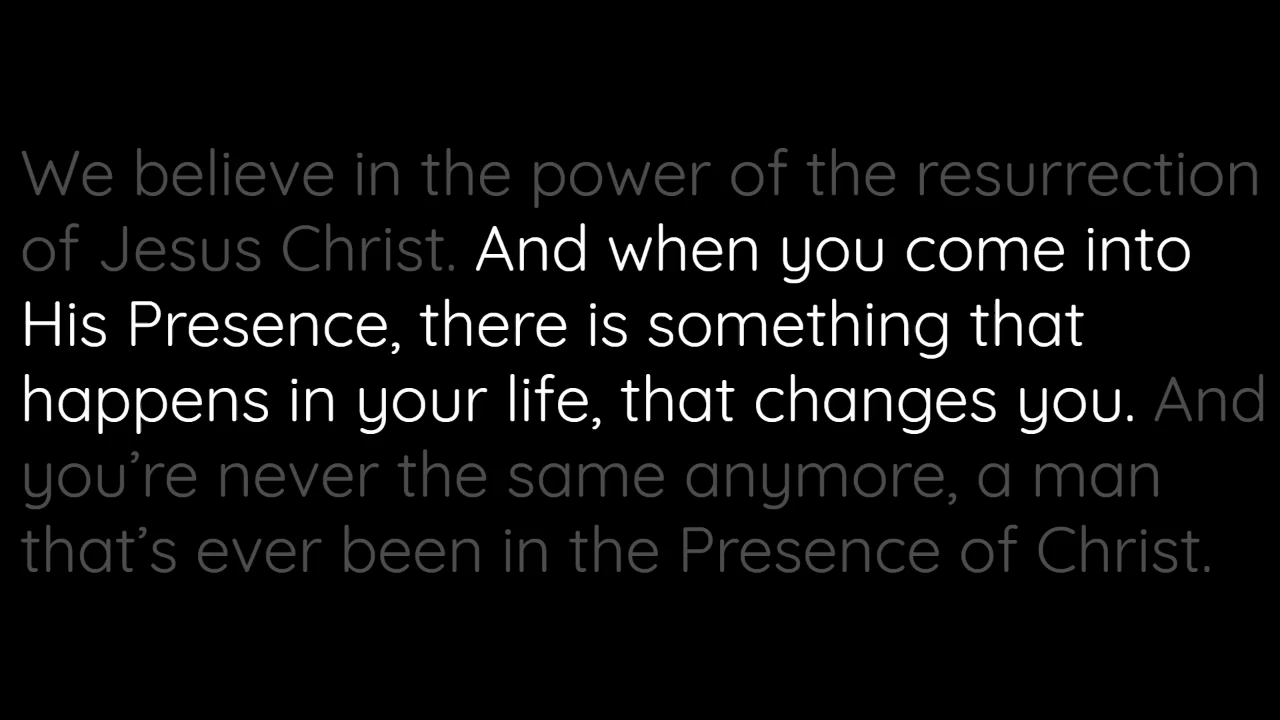 We believe in the power of the resurrection
of Jesus Christ. And when you come into
His Presence, there is something that
happens in your life, that changes you. And
you’re never the same anymore, a man
that’s ever been in the Presence of Christ.